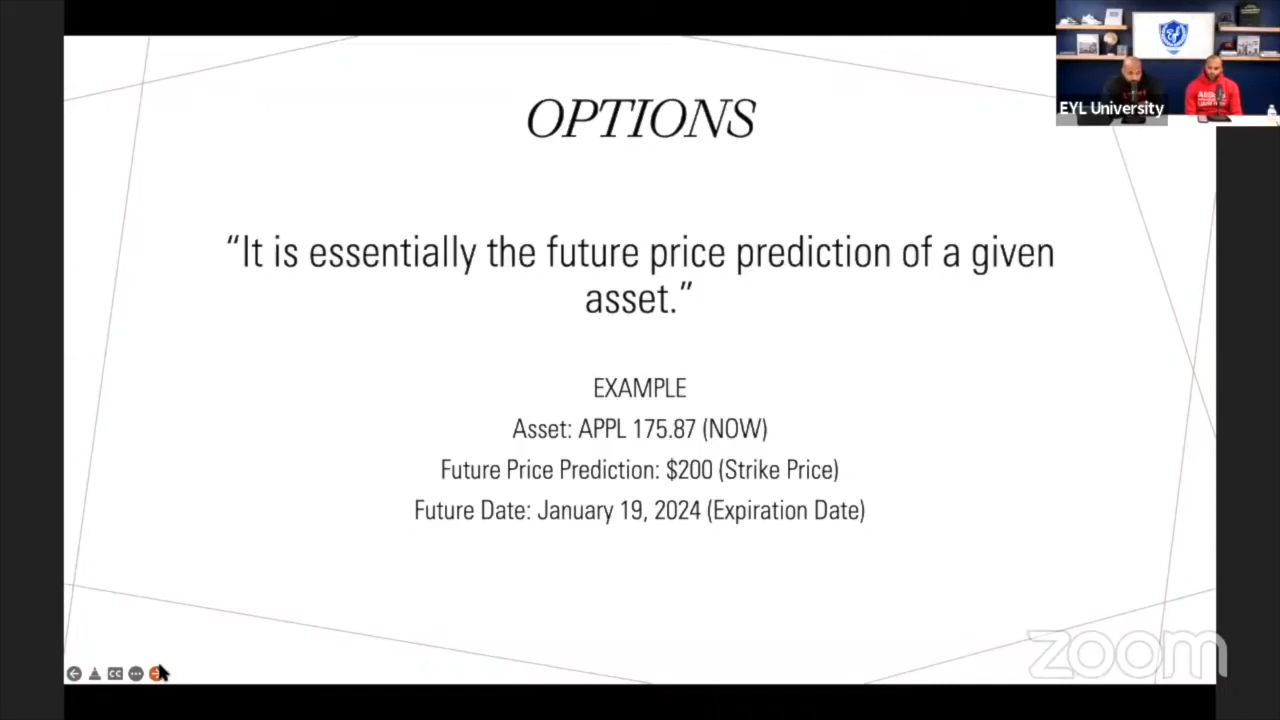 EYL University
OPTIONS
“It is essentially the future price prediction of a given
asset.”
EXAMPLE
Asset: APPL 175.87 (NOW)
Future Price Prediction: $200 (Strike Price)
Future Date: January 19, 2024 (Expiration Date)
CC
zoom